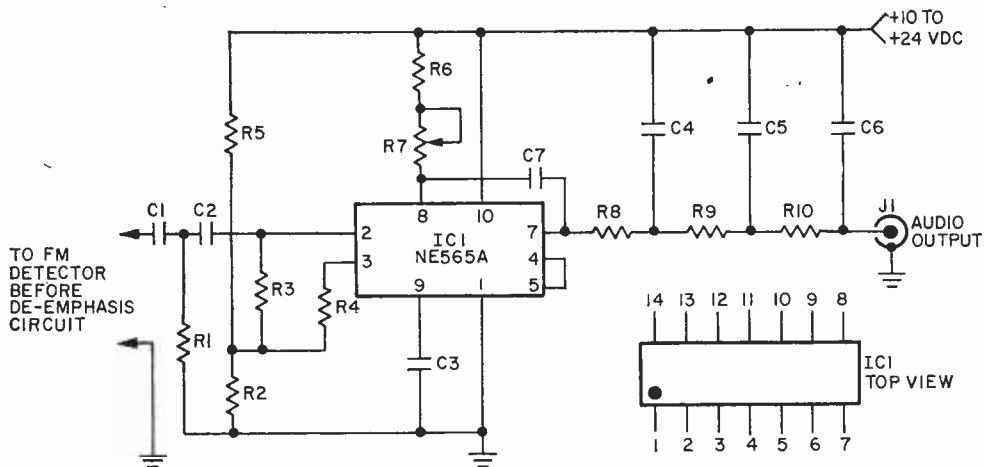 +10 TO
+24 VDC
R6
R5
R7
C4
C5
C6
C7
C1
C2
8
10
R8
R9
R10
J1
AUDIO
OUTPUT
2
IC1
NE565A
7
3
4
9
1
5
TO FM
DETECTOR
BEFORE
DE-EMPHASIS
CIRCUIT
R3
R4
R1
R2
C3
14 13 12 11 10 9 8
IC1
TOP VIEW
1 2 3 4 5 6 7